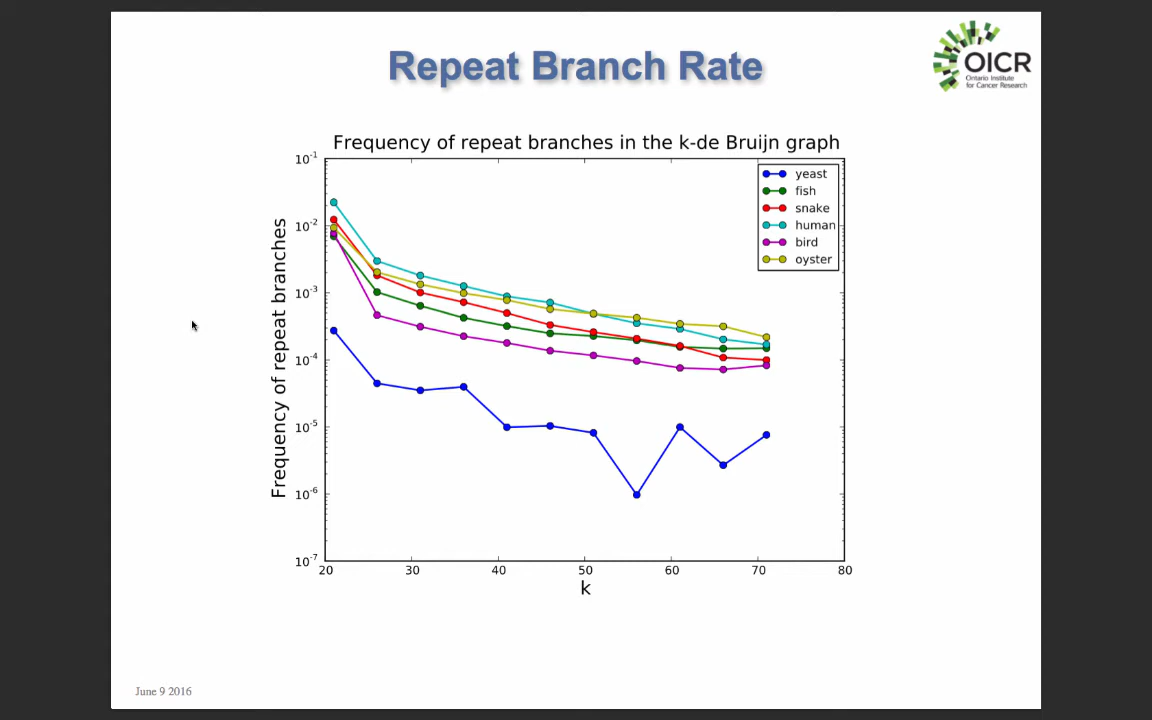 Repeat Branch Rate
OICR
Ontario Institute
for Cancer Research
Frequency of repeat branches in the k-de Bruijn graph
Frequency of repeat branches
10-1
10-2
10-3
10-4
10-5
10-6
10-7
yeast
fish
snake
human
bird
oyster
20 30 40 50 60 70 80
k
June 9 2016